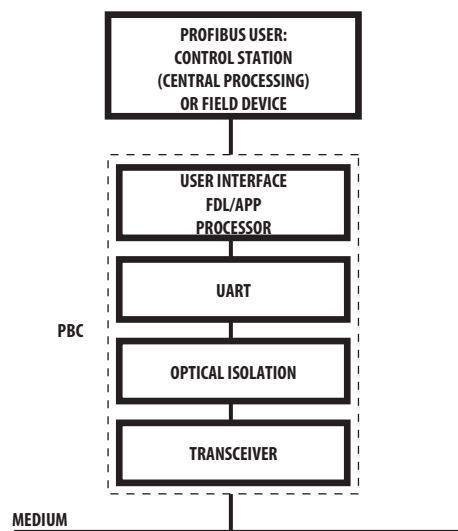 PROFIBUS USER:
CONTROL STATION
(CENTRAL PROCESSING)
OR FIELD DEVICE
USER INTERFACE
FDL/APP
PROCESSOR
UART
PBC
OPTICAL ISOLATION
TRANSCEIVER
MEDIUM